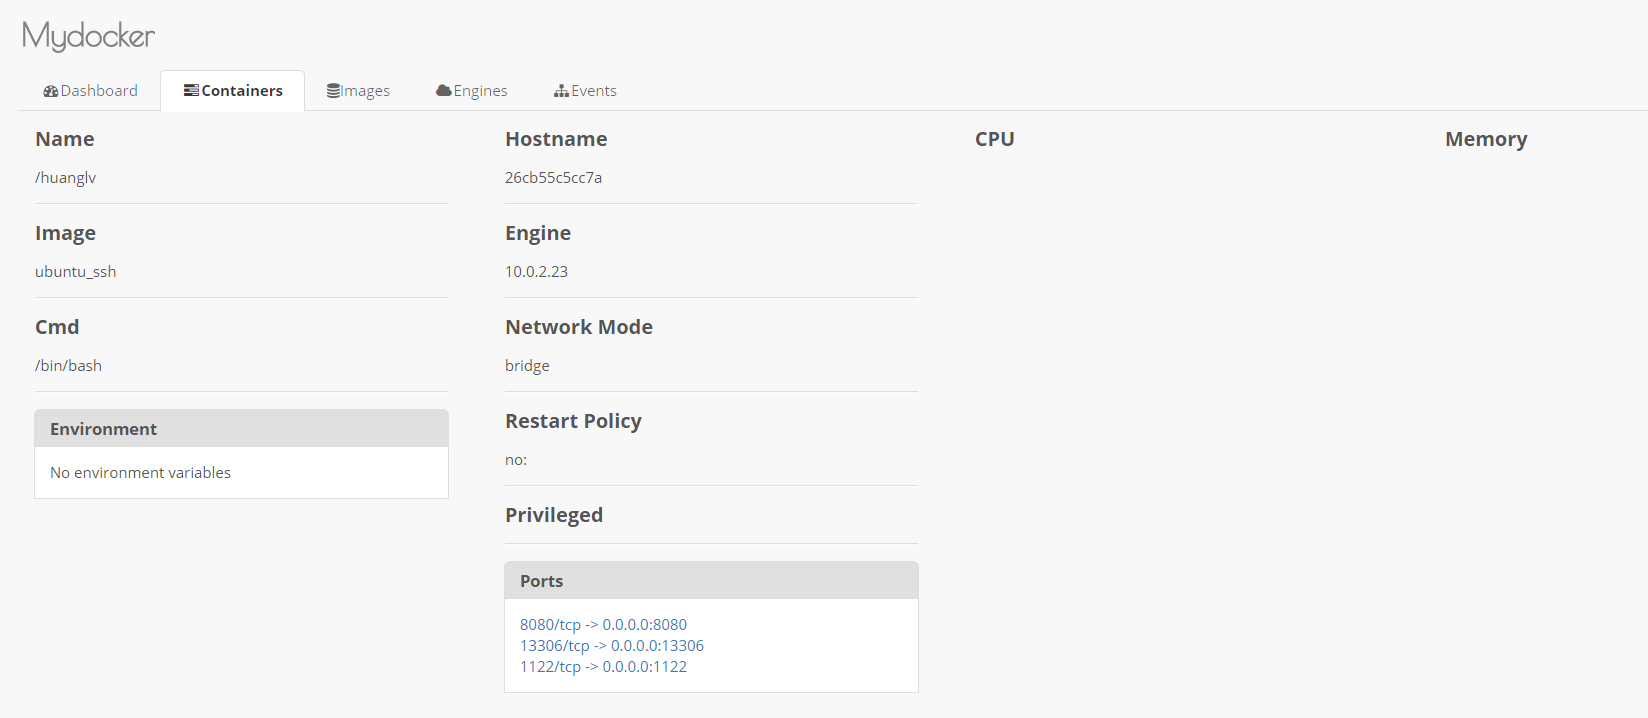 Mydocker
Dashboard
Containers
Images
Engines
Events
Name
/huanglv
Image
ubuntu_ssh
Cmd
/bin/bash
Environment
No environment variables
Hostname
26cb55c5cc7a
Engine
10.0.2.23
Network Mode
bridge
Restart Policy
no:
Privileged
Ports
8080/tcp -> 0.0.0.0:8080
13306/tcp -> 0.0.0.0:13306
1122/tcp -> 0.0.0.0:1122
CPU
Memory